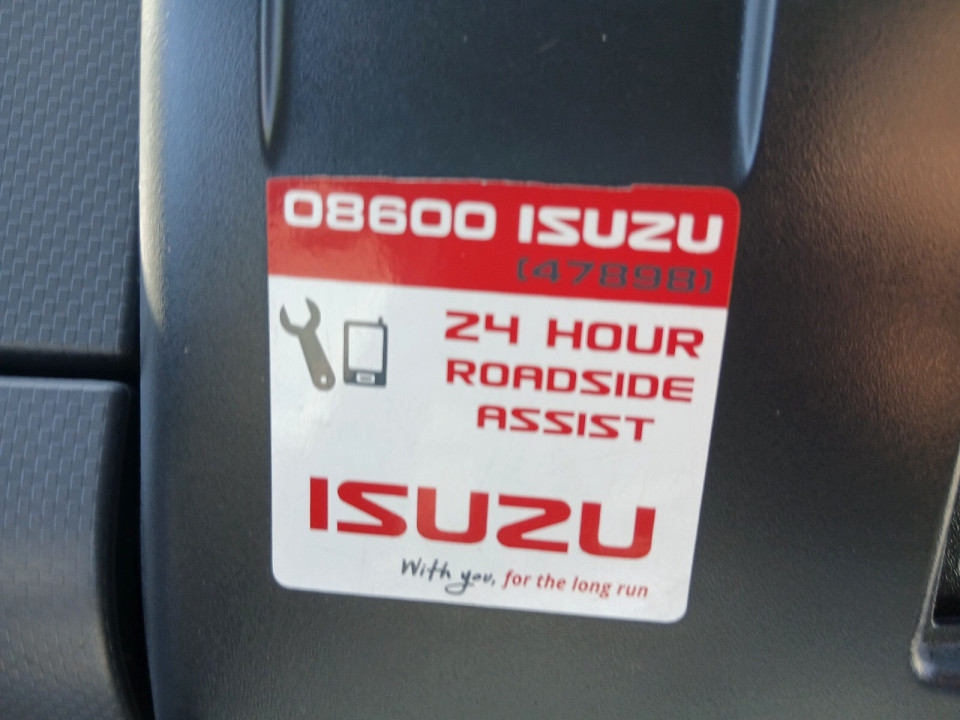 08600 ISUZU
(47898)
24 HOUR
ROADSIDE
ASSIST
ISUZU
With you, for the long run